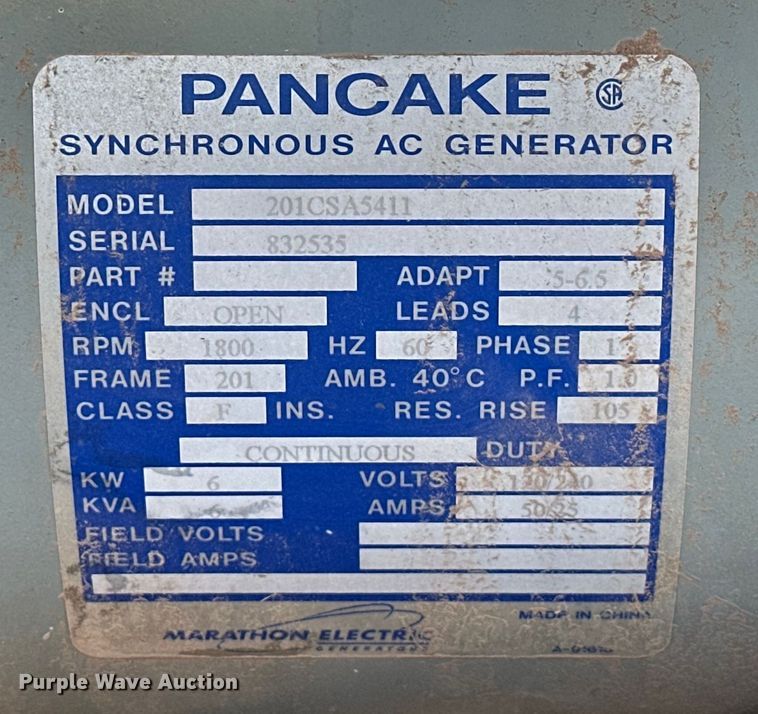 PANCAKE SA
SYNCHRONOUS AC GENERATOR
MODEL 201CSA5411
SERIAL 832535
PART # ADAPT 5-6.5
ENCL OPEN LEADS 4
RPM 1800 HZ 60 PHASE 1
FRAME 201 AMB. 40°C P.F. 1.0
CLASS F INS. RES. RISE 105
CONTINUOUS DUTY
KW 6 VOLTS 120/240
KVA 6 AMPS 50/25
FIELD VOLTS
FIELD AMPS
MADE IN CHINA
MARATHON ELECTRIC
GENERATORS
Purple Wave Auction